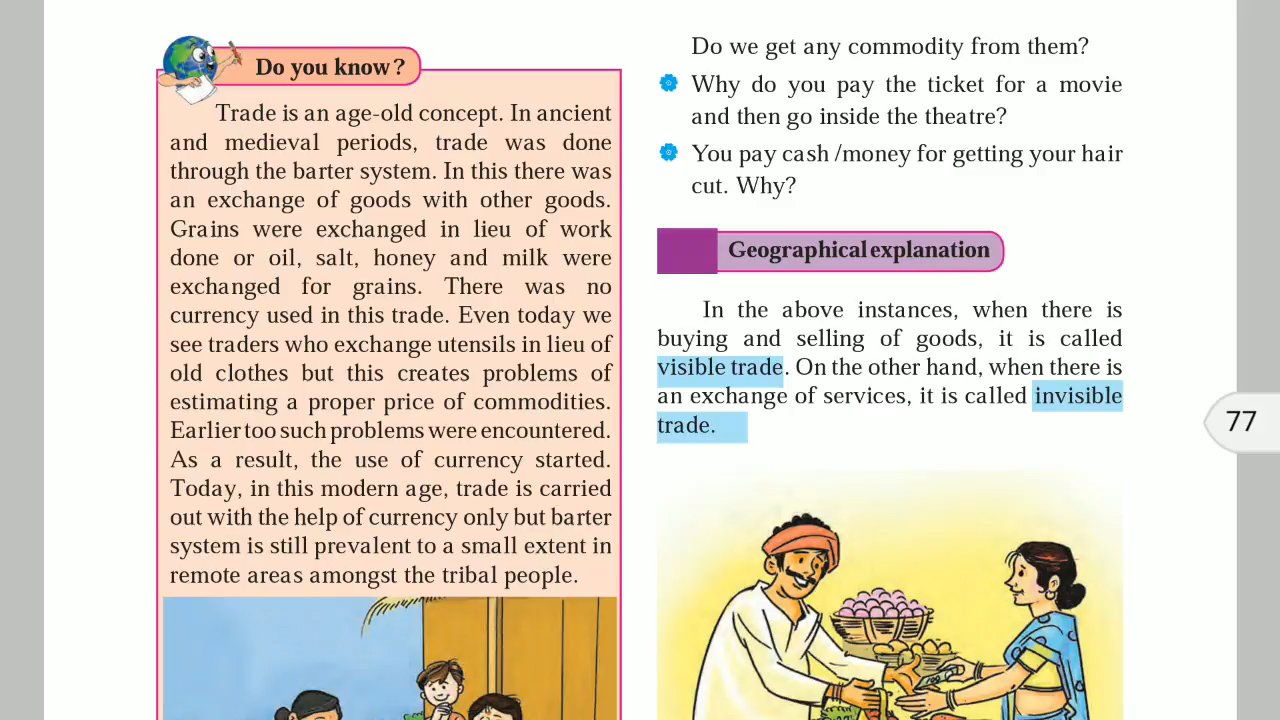 Do you know?
Trade is an age-old concept. In ancient
and medieval periods, trade was done
through the barter system. In this there was
an exchange of goods with other goods.
Grains were exchanged in lieu of work
done or oil, salt, honey and milk were
exchanged for grains. There was no
currency used in this trade. Even today we
see traders who exchange utensils in lieu of
old clothes but this creates problems of
estimating a proper price of commodities.
Earlier too such problems were encountered.
As a result, the use of currency started.
Today, in this modern age, trade is carried
out with the help of currency only but barter
system is still prevalent to a small extent in
remote areas amongst the tribal people.
Do we get any commodity from them?
Why do you pay the ticket for a movie
and then go inside the theatre?
You pay cash /money for getting your hair
cut. Why?
Geographical explanation
In the above instances, when there is
buying and selling of goods, it is called
visible trade. On the other hand, when there is
an exchange of services, it is called invisible
trade.
77